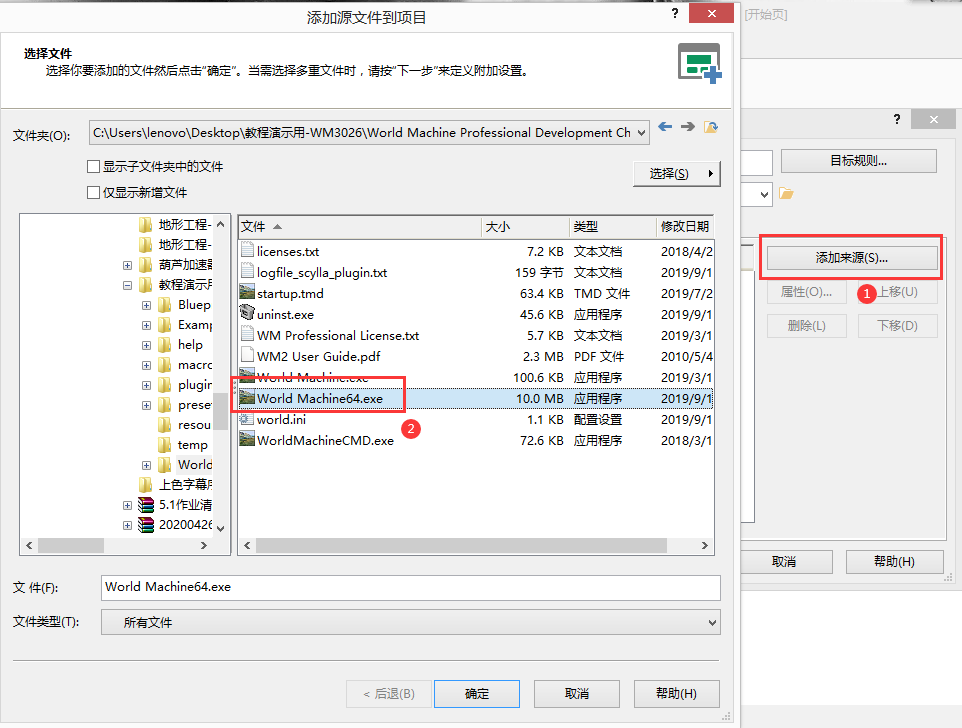 添加源文件到项目
?
[开始页]
选择文件
选择你要添加的文件然后点击“确定”。当需选择多重文件时，请按“下一步”来定义附加设置。
?
文件夹(O):
C:\Users\lenovo\Desktop\教程演示用-WM3026\World Machine Professional Development Ch
目标规则...
显示子文件夹中的文件
仅显示新增文件
选择(S)
地形工程-
地形工程-
葫芦加速器
教程演示用
Bluep
Examp
help
macro
plugin
preset
resou
temp
World
上色字幕库
5.1作业清
20200426
文件 大小 类型 修改日期
licenses.txt 7.2 KB 文本文档 2018/4/2
logfile_scylla_plugin.txt 159 字节 文本文档 2019/9/1
startup.tmd 63.4 KB TMD 文件 2019/7/2
uninst.exe 45.6 KB 应用程序 2019/9/1
WM Professional License.txt 5.7 KB 文本文档 2019/3/1
WM2 User Guide.pdf 2.3 MB PDF 文件 2010/5/4
World Machine.exe 100.6 KB 应用程序 2019/3/1
World Machine64.exe 10.0 MB 应用程序 2019/9/1
world.ini 1.1 KB 配置设置 2019/9/1
WorldMachineCMD.exe 72.6 KB 应用程序 2018/3/1
2
添加来源(S)...
属性(O)...
1
上移(U)
删除(L)
下移(D)
取消
帮助(H)
文 件(F):
World Machine64.exe
文件类型(T):
所有文件
< 后退(B)
确定
取消
帮助(H)